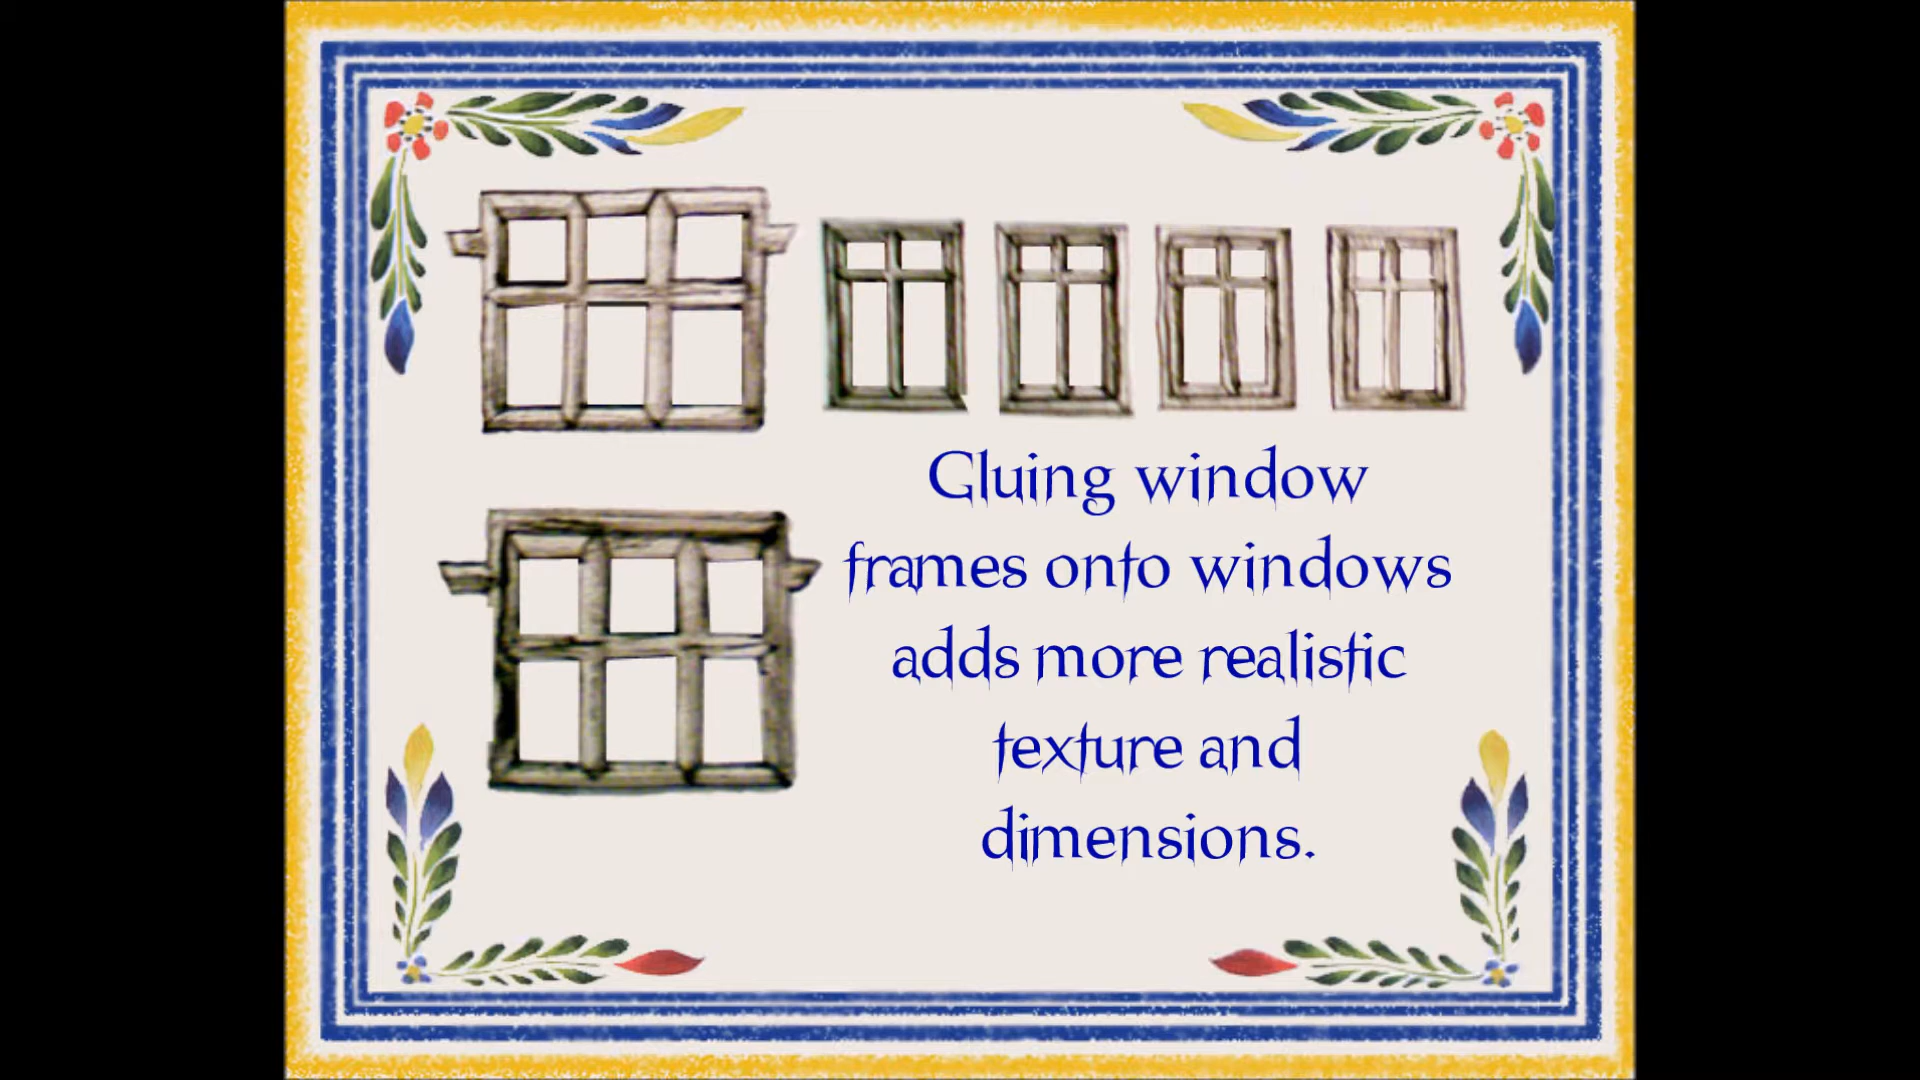 Gluing window
frames onto windows
adds more realistic
texture and
dimensions.